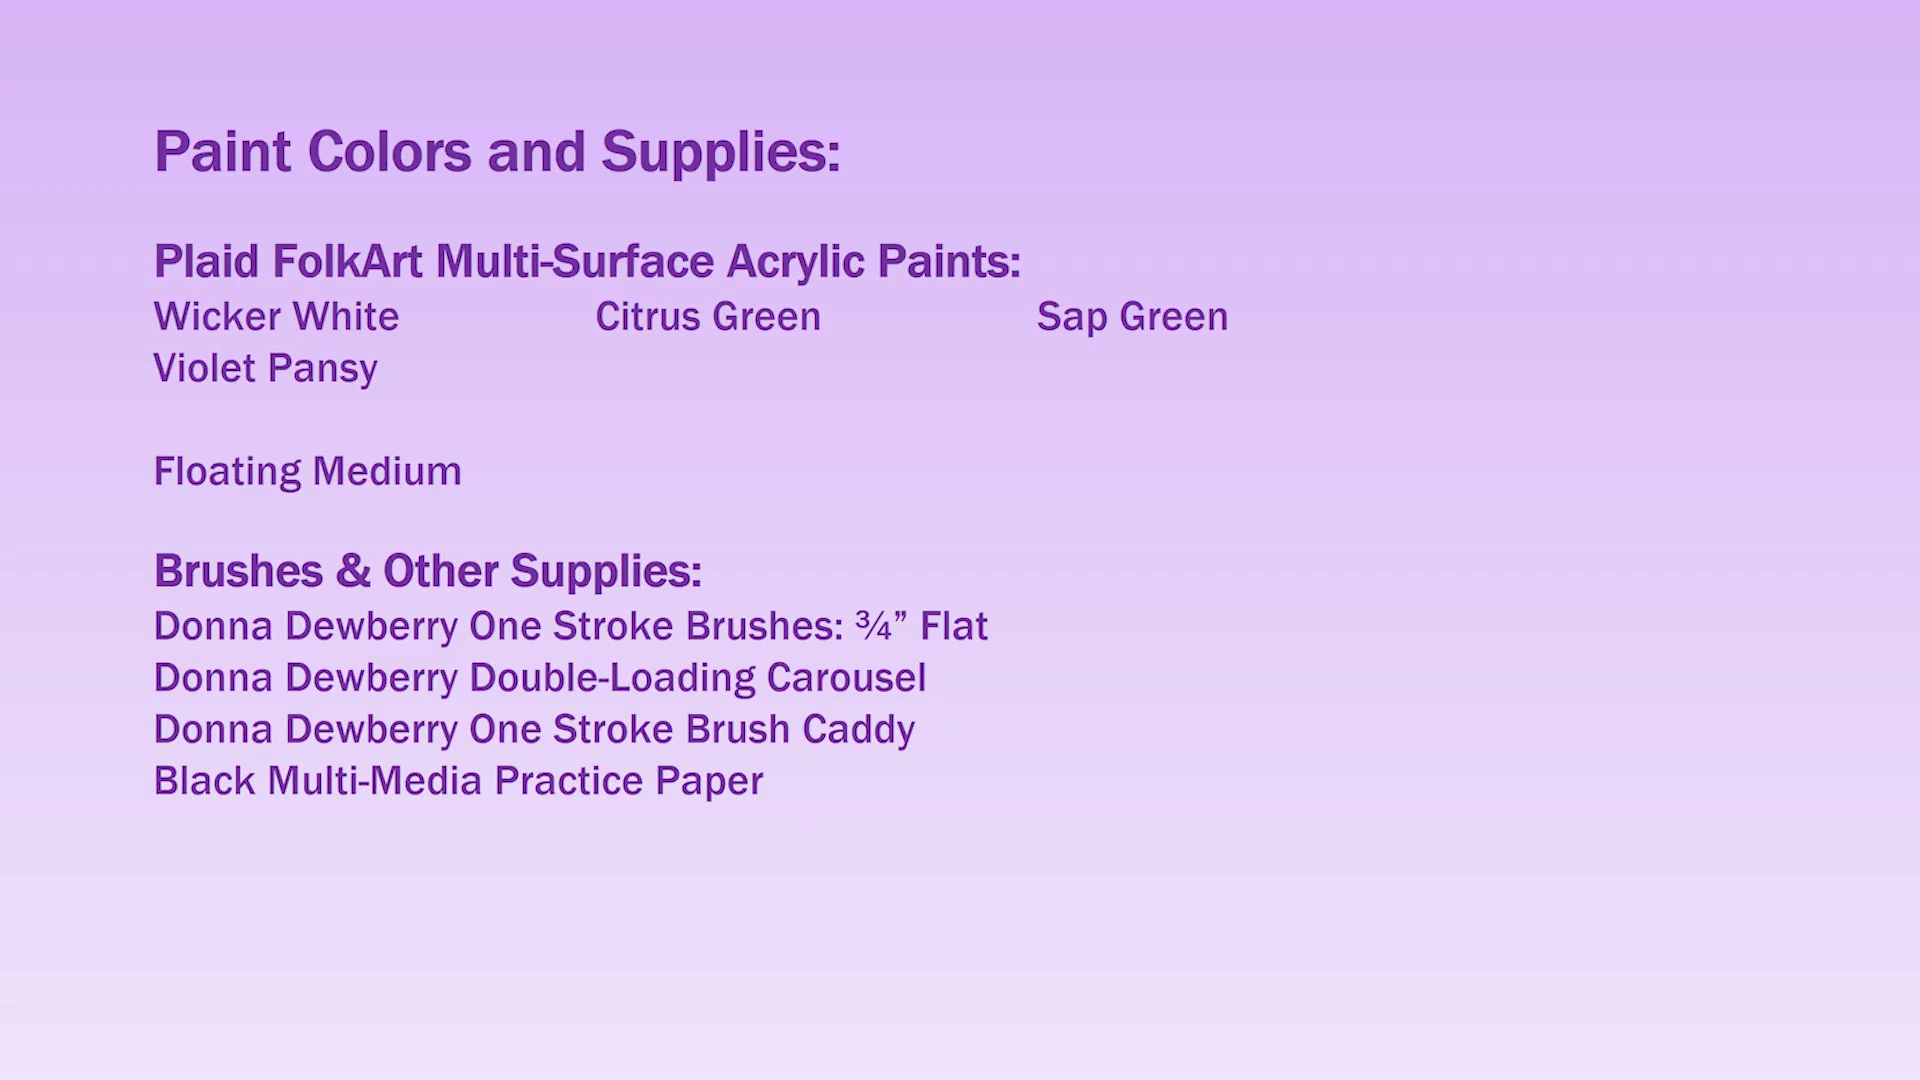 Paint Colors and Supplies:
Plaid FolkArt Multi-Surface Acrylic Paints:
Wicker White Citrus Green Sap Green
Violet Pansy
Floating Medium
Brushes & Other Supplies:
Donna Dewberry One Stroke Brushes: ¾” Flat
Donna Dewberry Double-Loading Carousel
Donna Dewberry One Stroke Brush Caddy
Black Multi-Media Practice Paper